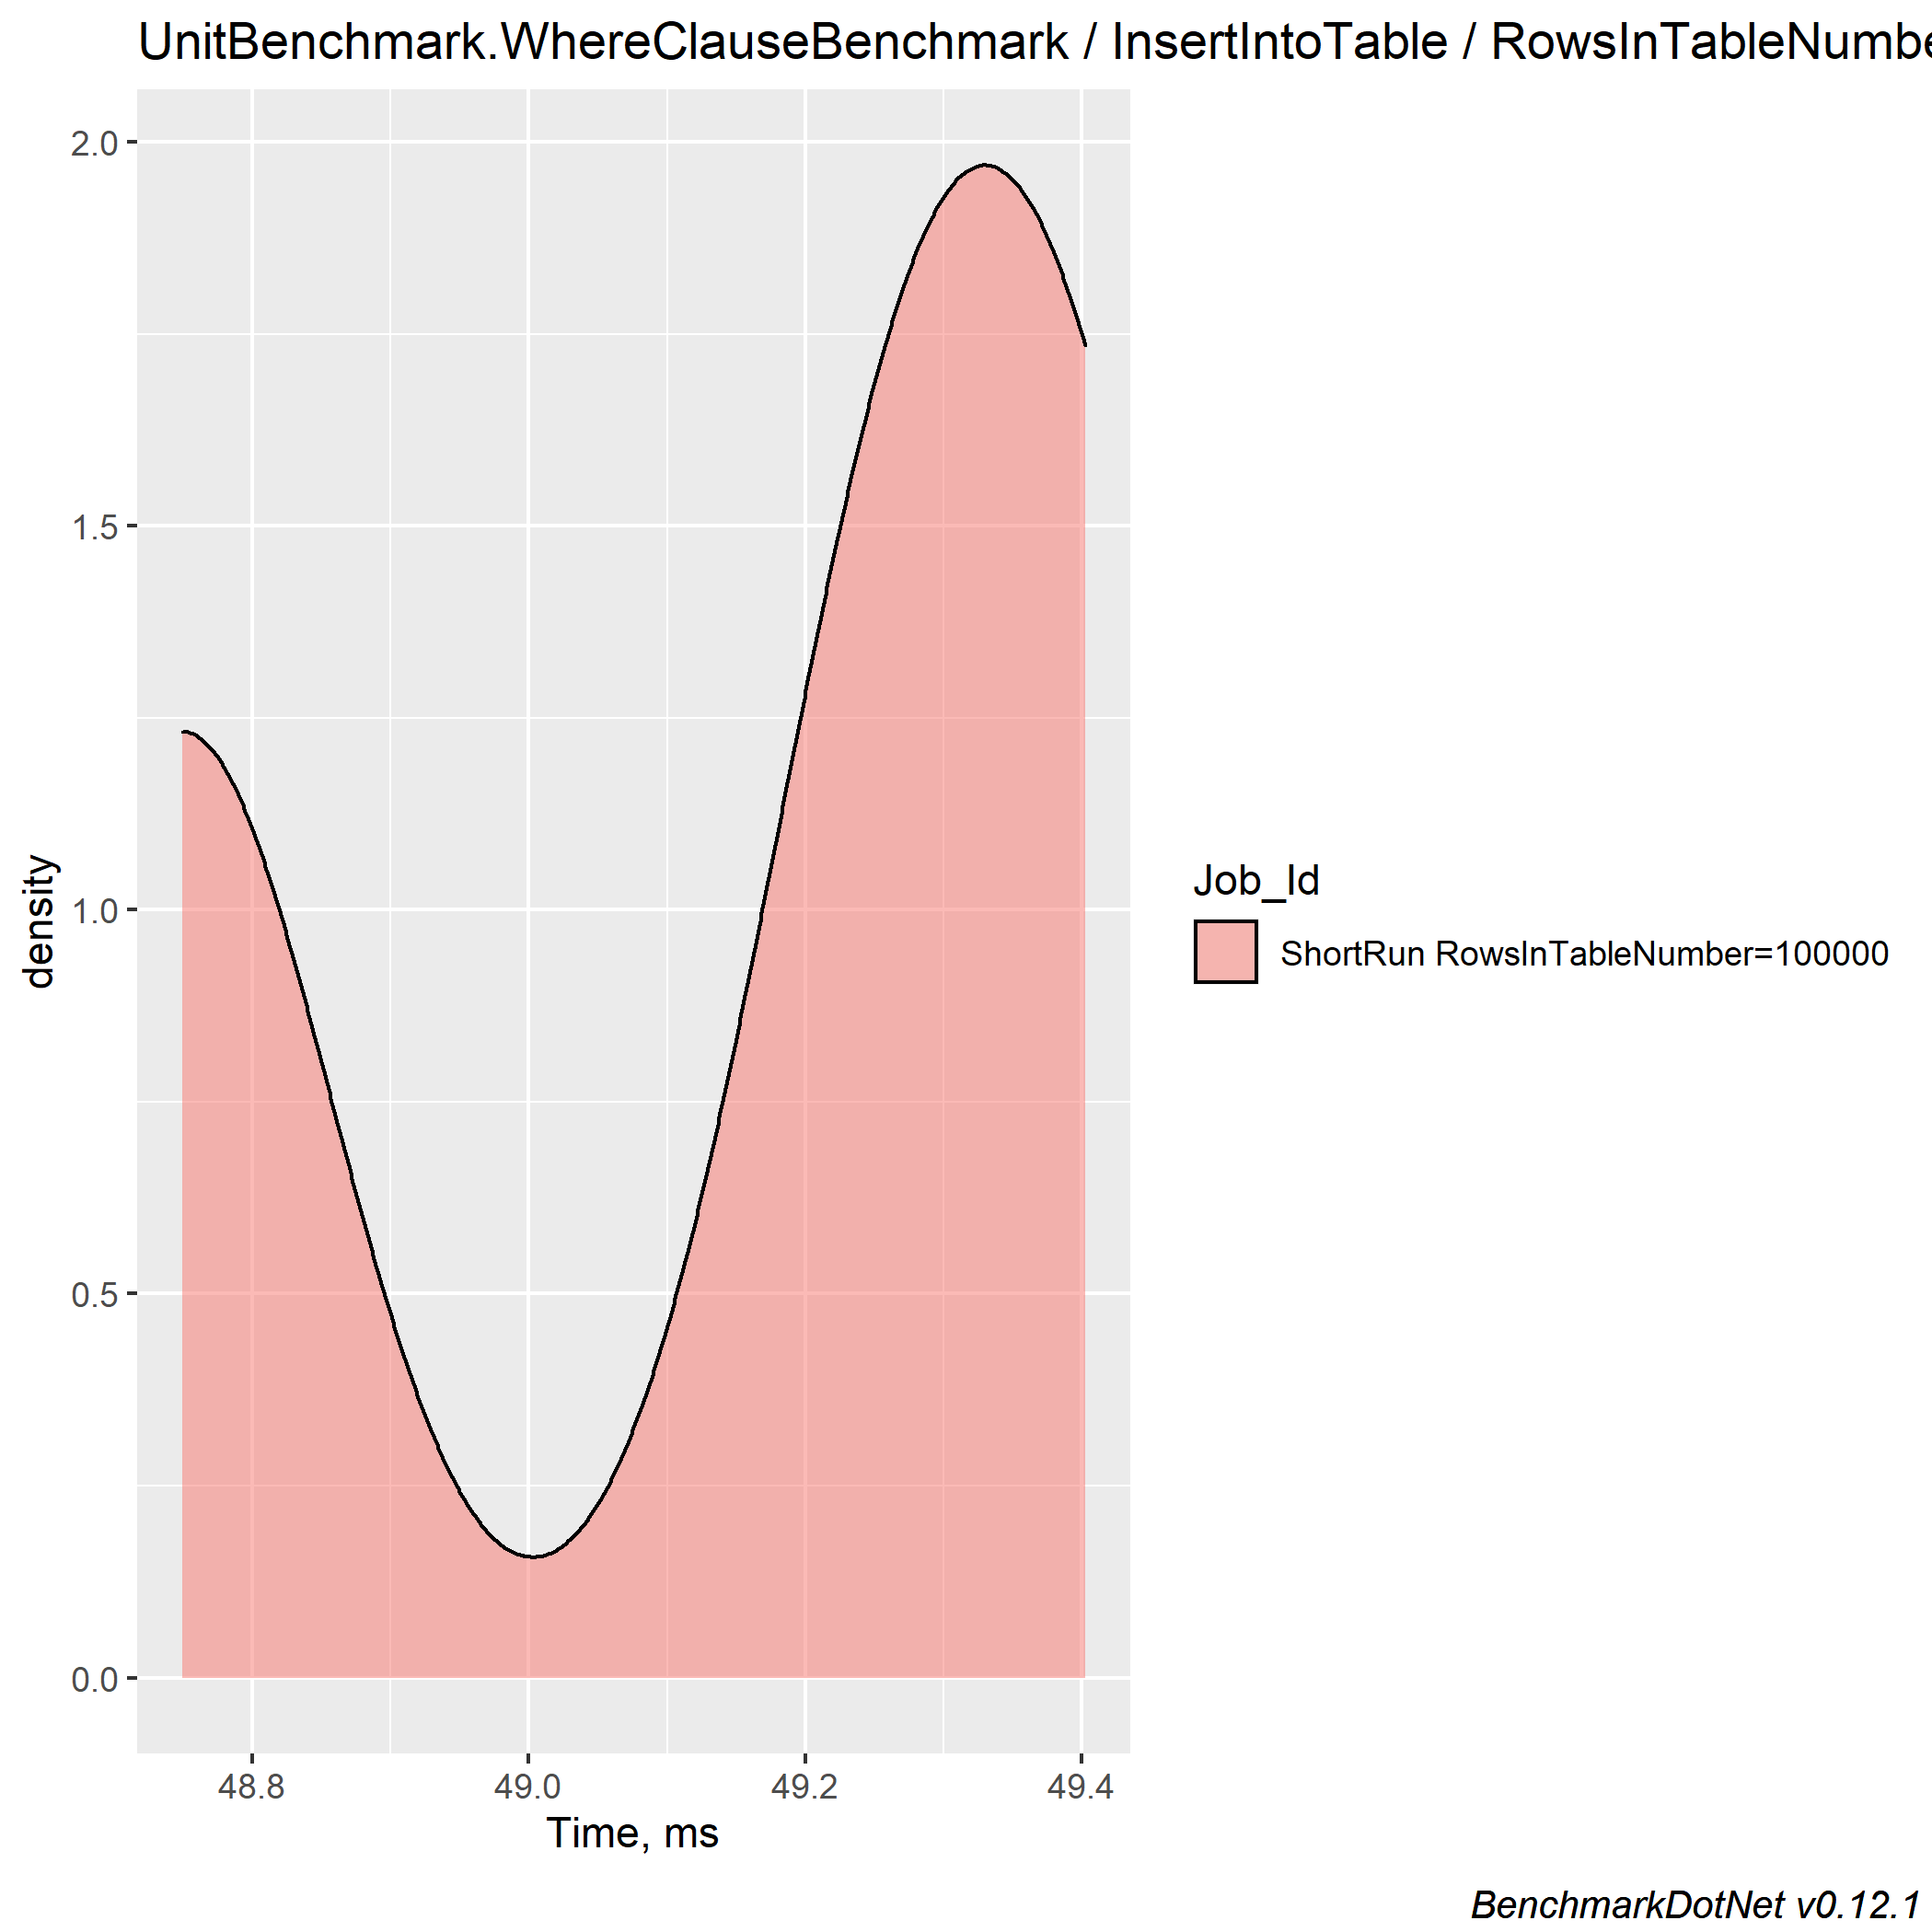 UnitBenchmark.WhereClauseBenchmark / InsertIntoTable / RowsInTableNumbe
2.0
1.5
1.0
0.5
0.0
density
48.8 49.0 49.2 49.4
Time, ms
Job_Id
ShortRun RowsInTableNumber=100000
BenchmarkDotNet v0.12.1